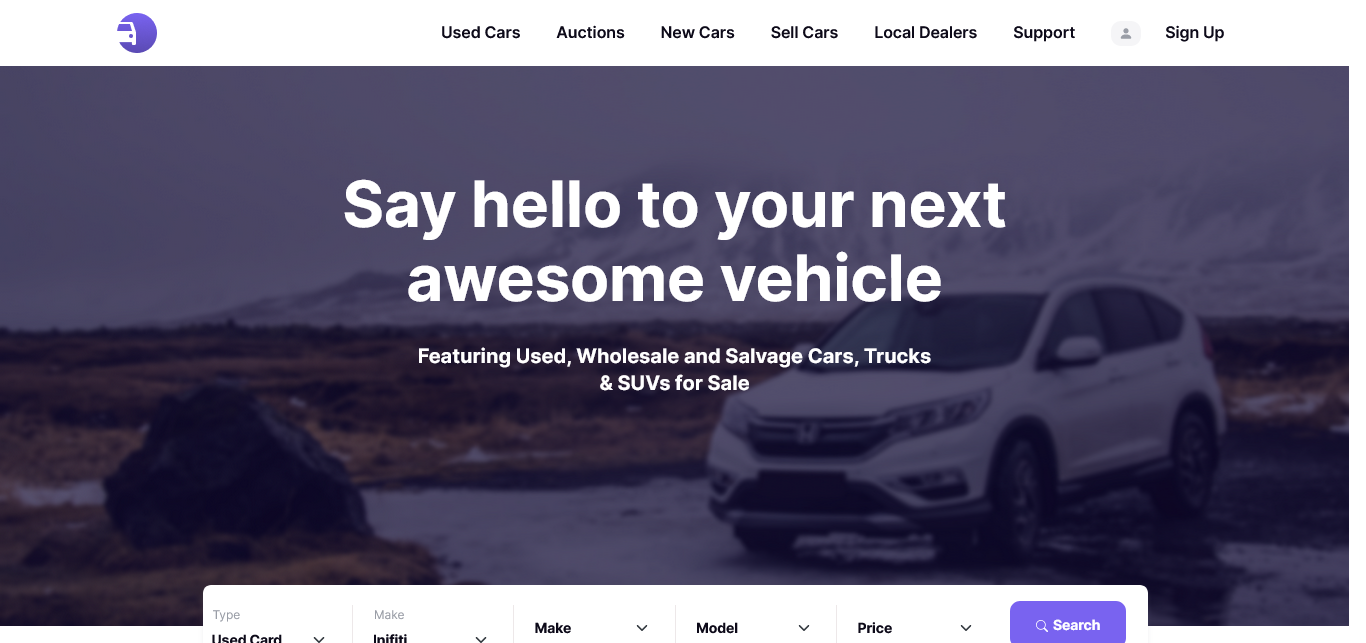 Used Cars Auctions New Cars Sell Cars Local Dealers Support Sign Up
Say hello to your next
awesome vehicle
Featuring Used, Wholesale and Salvage Cars, Trucks
& SUVs for Sale
Type Make
Used Card Inifiti Make Model Price Search